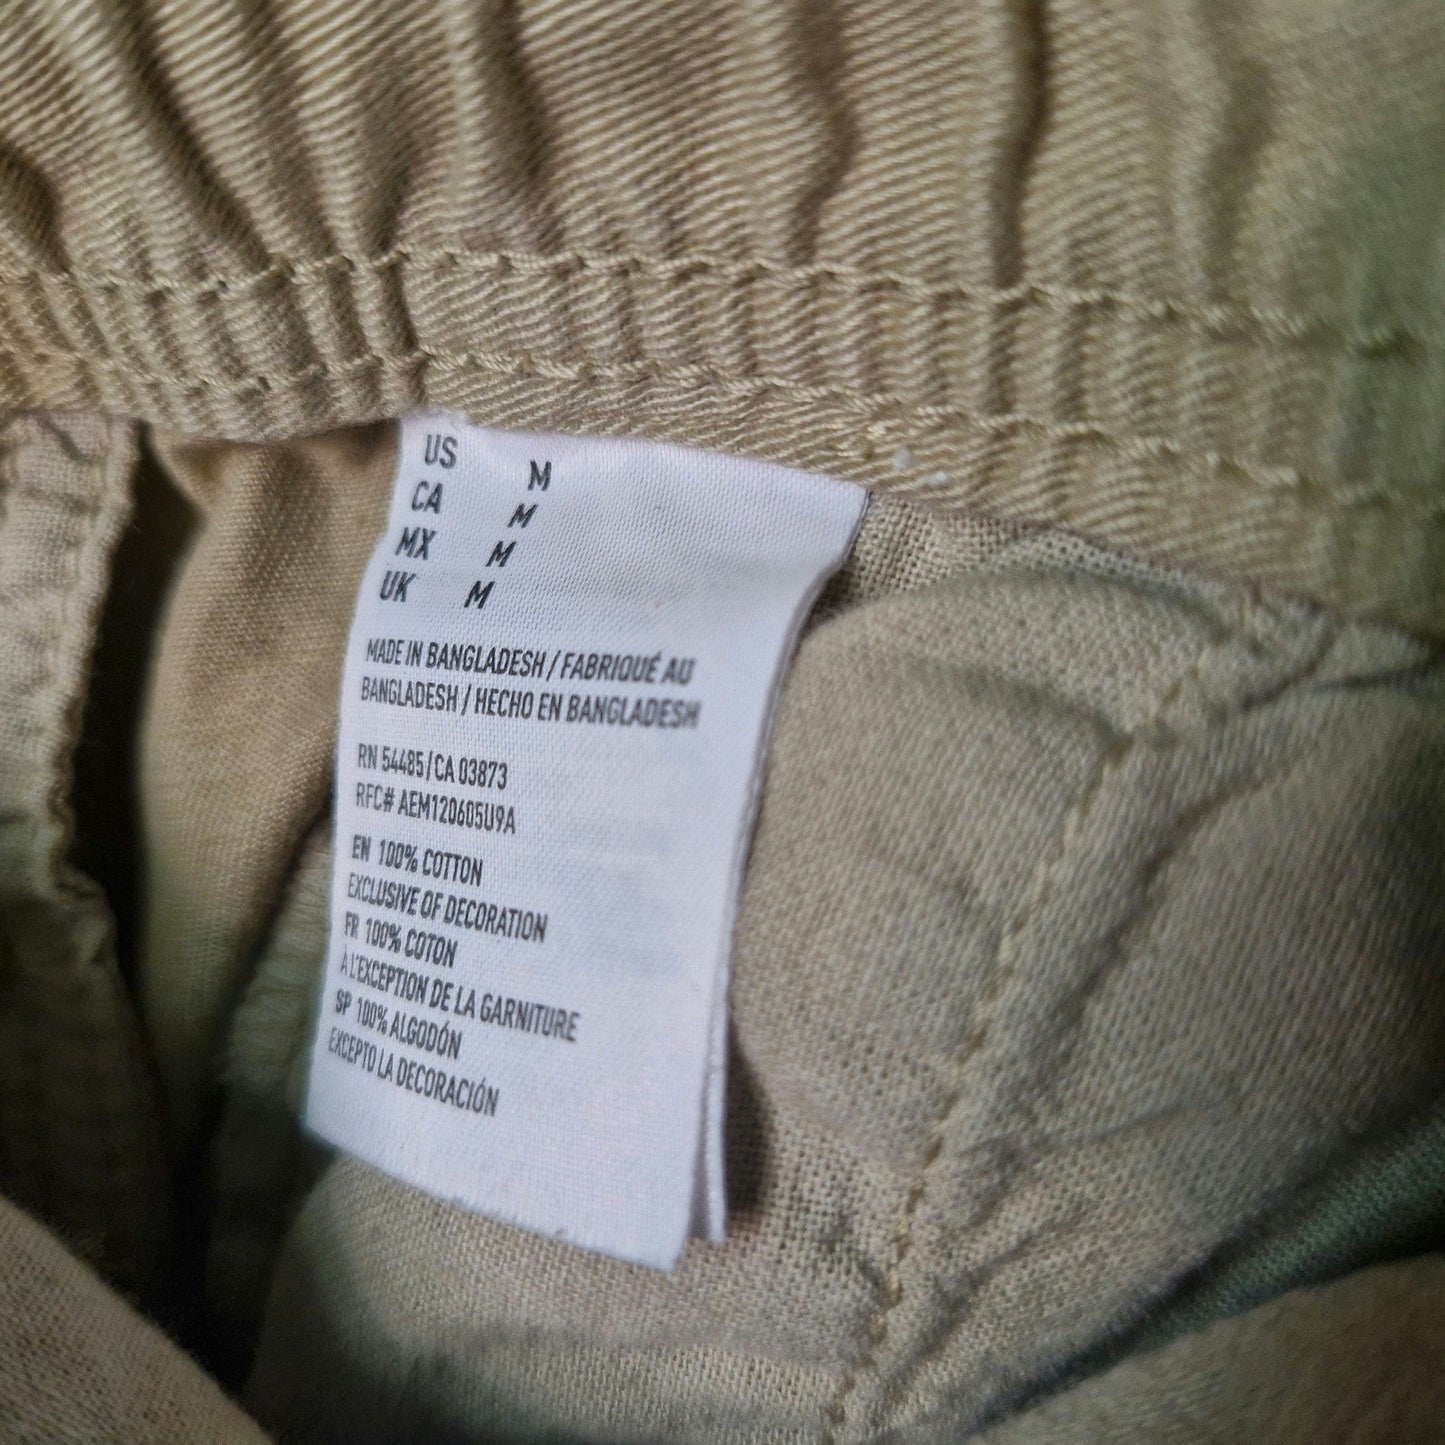 US M
CA M
MX M
UK M
MADE IN BANGLADESH / FABRIQUÉ AU
BANGLADESH / HECHO EN BANGLADESH
RN 54485/CA 03873
RFC# AEM120605U9A
EN 100% COTTON
EXCLUSIVE OF DECORATION
FR 100% COTON
À L'EXCEPTION DE LA GARNITURE
SP 100% ALGODÓN
EXCEPTO LA DECORACIÓN